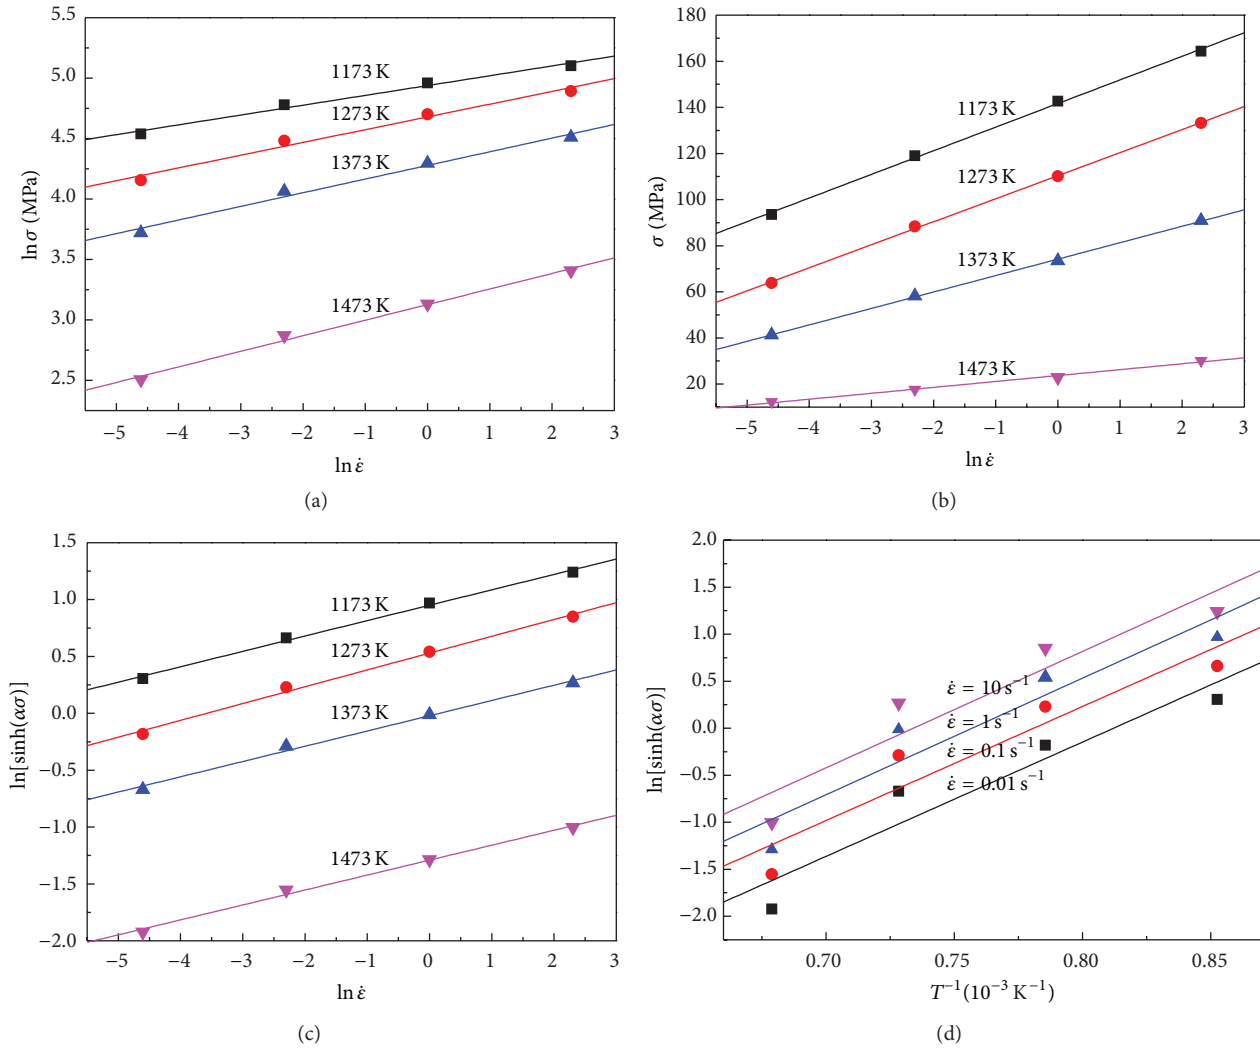 5.5
5.0
4.5
4.0
3.5
3.0
2.5
ln σ (MPa)
1173 K
1273 K
1373 K
1473 K
−5 −4 −3 −2 −1 0 1 2 3
ln ε̇
(a)
180
160
140
120
100
80
60
40
20
σ (MPa)
1173 K
1273 K
1373 K
1473 K
−5 −4 −3 −2 −1 0 1 2 3
ln ε̇
(b)
1.5
1.0
0.5
0.0
−0.5
−1.0
−1.5
−2.0
ln[sinh(ασ)]
1173 K
1273 K
1373 K
1473 K
−5 −4 −3 −2 −1 0 1 2 3
ln ε̇
(c)
2.0
1.5
1.0
0.5
0.0
−0.5
−1.0
−1.5
−2.0
ln[sinh(ασ)]
ε̇ = 10 s⁻¹
ε̇ = 1 s⁻¹
ε̇ = 0.1 s⁻¹
ε̇ = 0.01 s⁻¹
0.70 0.75 0.80 0.85
T⁻¹ (10⁻³ K⁻¹)
(d)